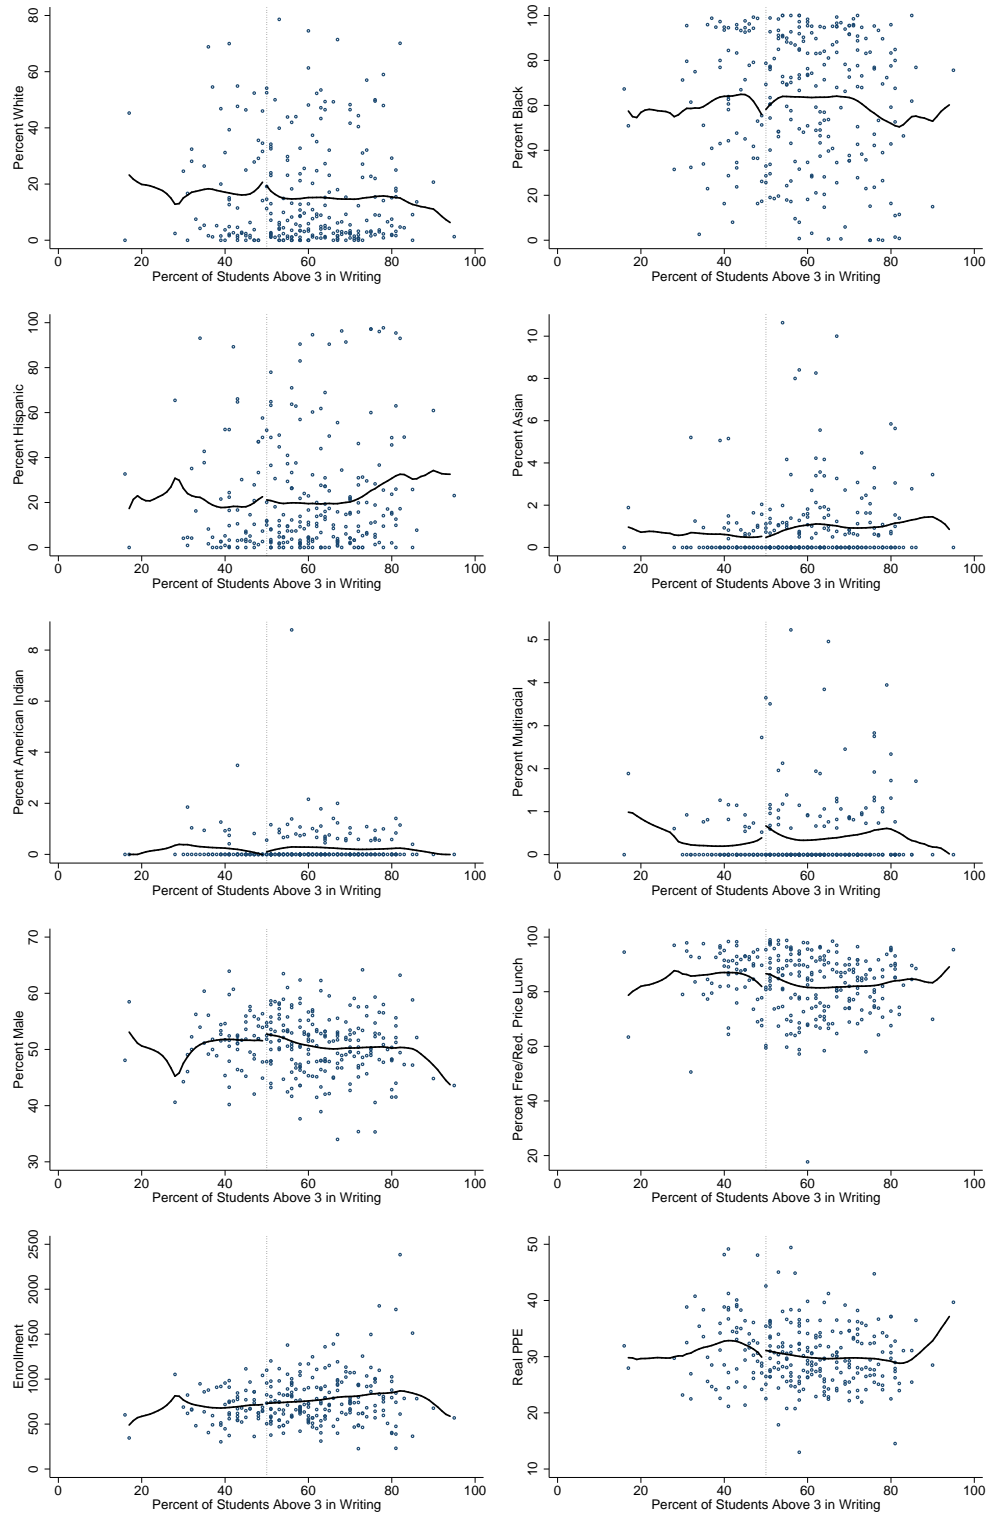 Percent White
80
60
40
20
0
0 20 40 60 80 100
Percent of Students Above 3 in Writing
Percent Black
100
80
60
40
20
0
0 20 40 60 80 100
Percent of Students Above 3 in Writing
Percent Hispanic
100
80
60
40
20
0
0 20 40 60 80 100
Percent of Students Above 3 in Writing
Percent Asian
10
8
6
4
2
0
0 20 40 60 80 100
Percent of Students Above 3 in Writing
Percent American Indian
8
6
4
2
0
0 20 40 60 80 100
Percent of Students Above 3 in Writing
Percent Multiracial
5
4
3
2
1
0
0 20 40 60 80 100
Percent of Students Above 3 in Writing
Percent Male
70
60
50
40
30
0 20 40 60 80 100
Percent of Students Above 3 in Writing
Percent Free/Red. Price Lunch
100
80
60
40
20
0 20 40 60 80 100
Percent of Students Above 3 in Writing
Enrollment
2500
2000
1500
1000
500
0
0 20 40 60 80 100
Percent of Students Above 3 in Writing
Real PPE
50
40
30
20
10
0 20 40 60 80 100
Percent of Students Above 3 in Writing